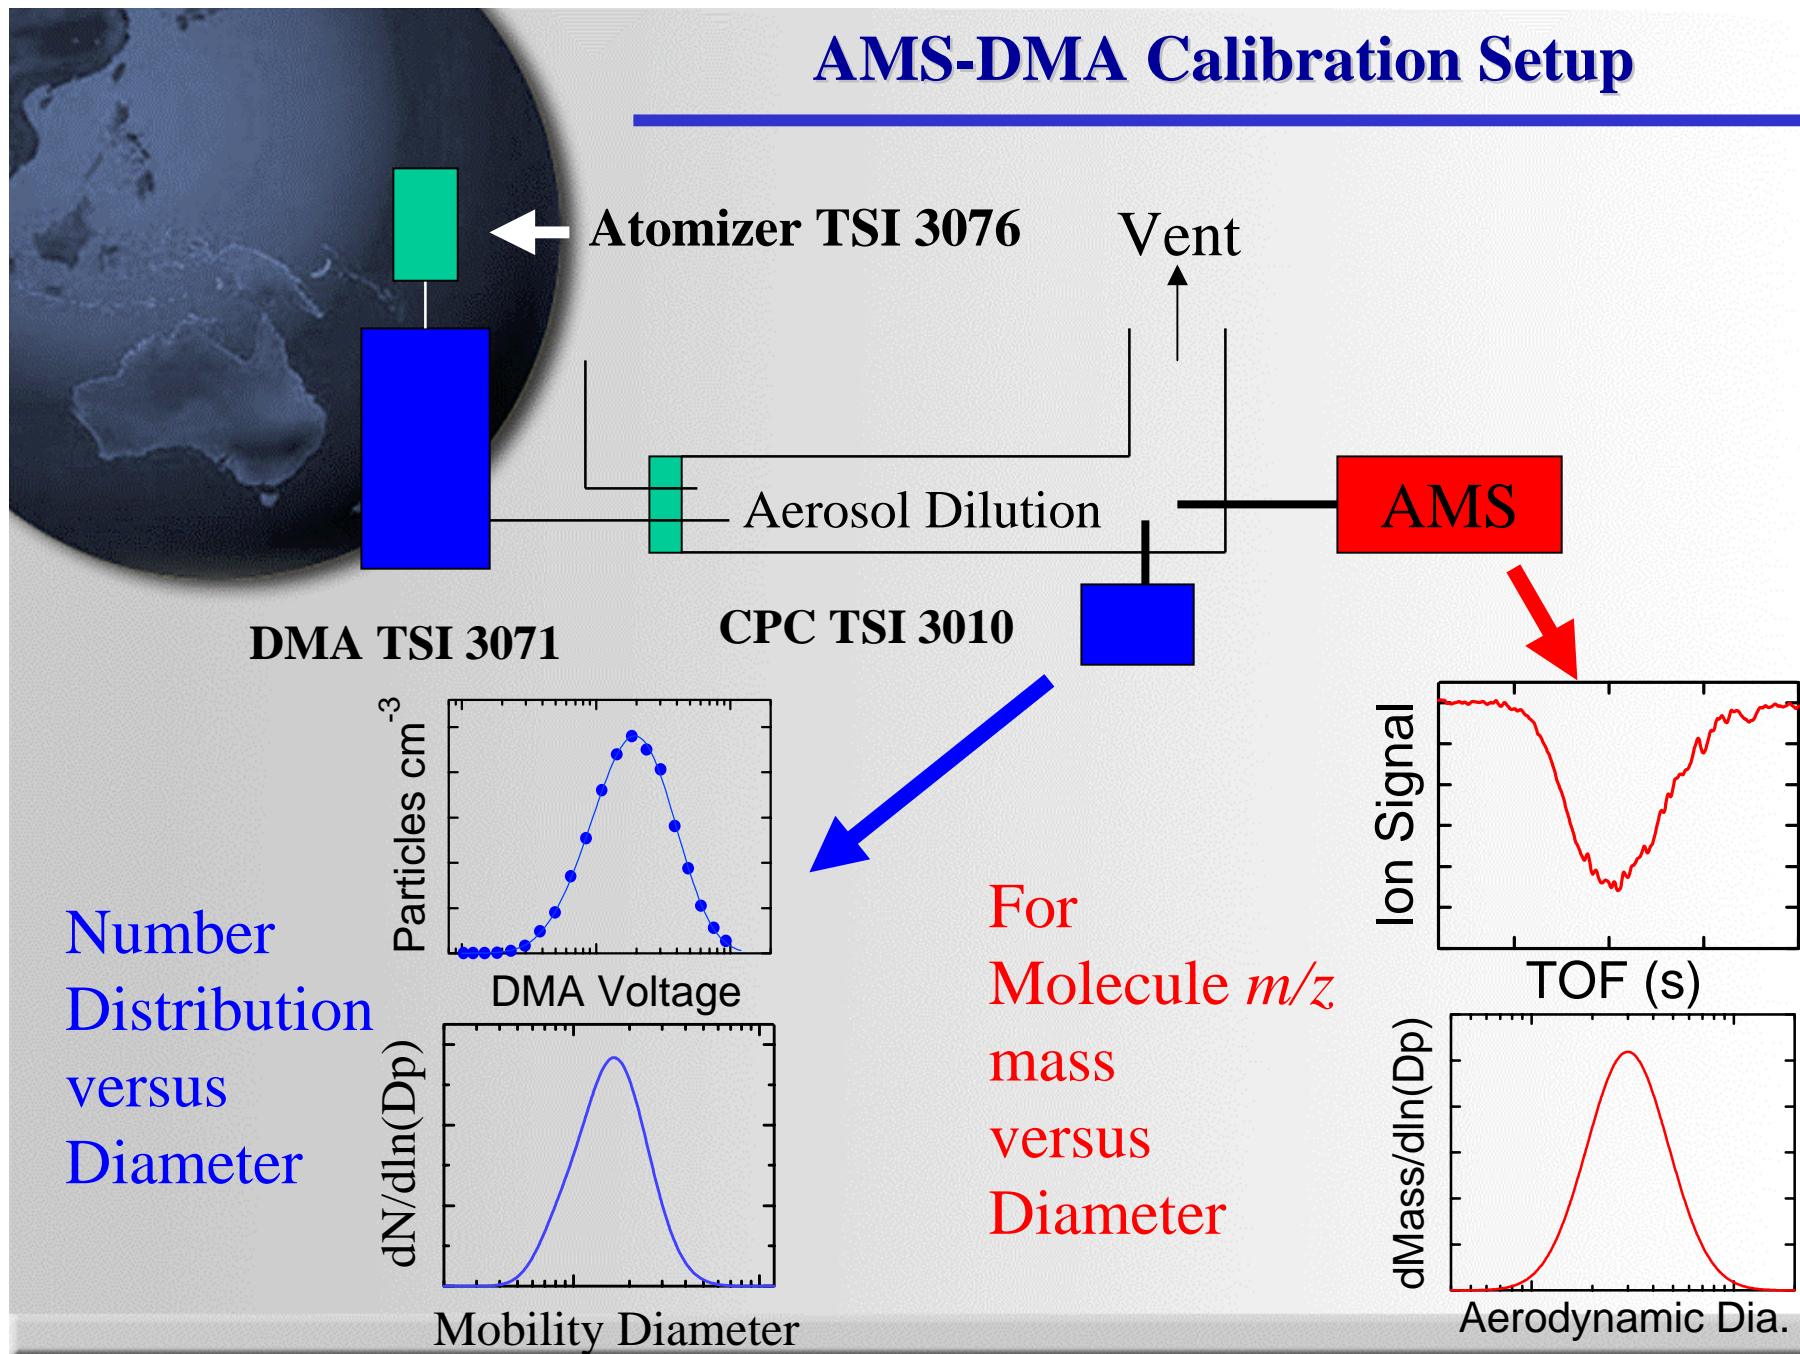 AMS-DMA Calibration Setup
Atomizer TSI 3076
Vent
Aerosol Dilution
AMS
DMA TSI 3071
CPC TSI 3010
Particles cm-3
DMA Voltage
Ion Signal
TOF (s)
Number
Distribution
versus
Diameter
dN/dln(Dp)
Mobility Diameter
For
Molecule m/z
mass
versus
Diameter
dMass/dln(Dp)
Aerodynamic Dia.